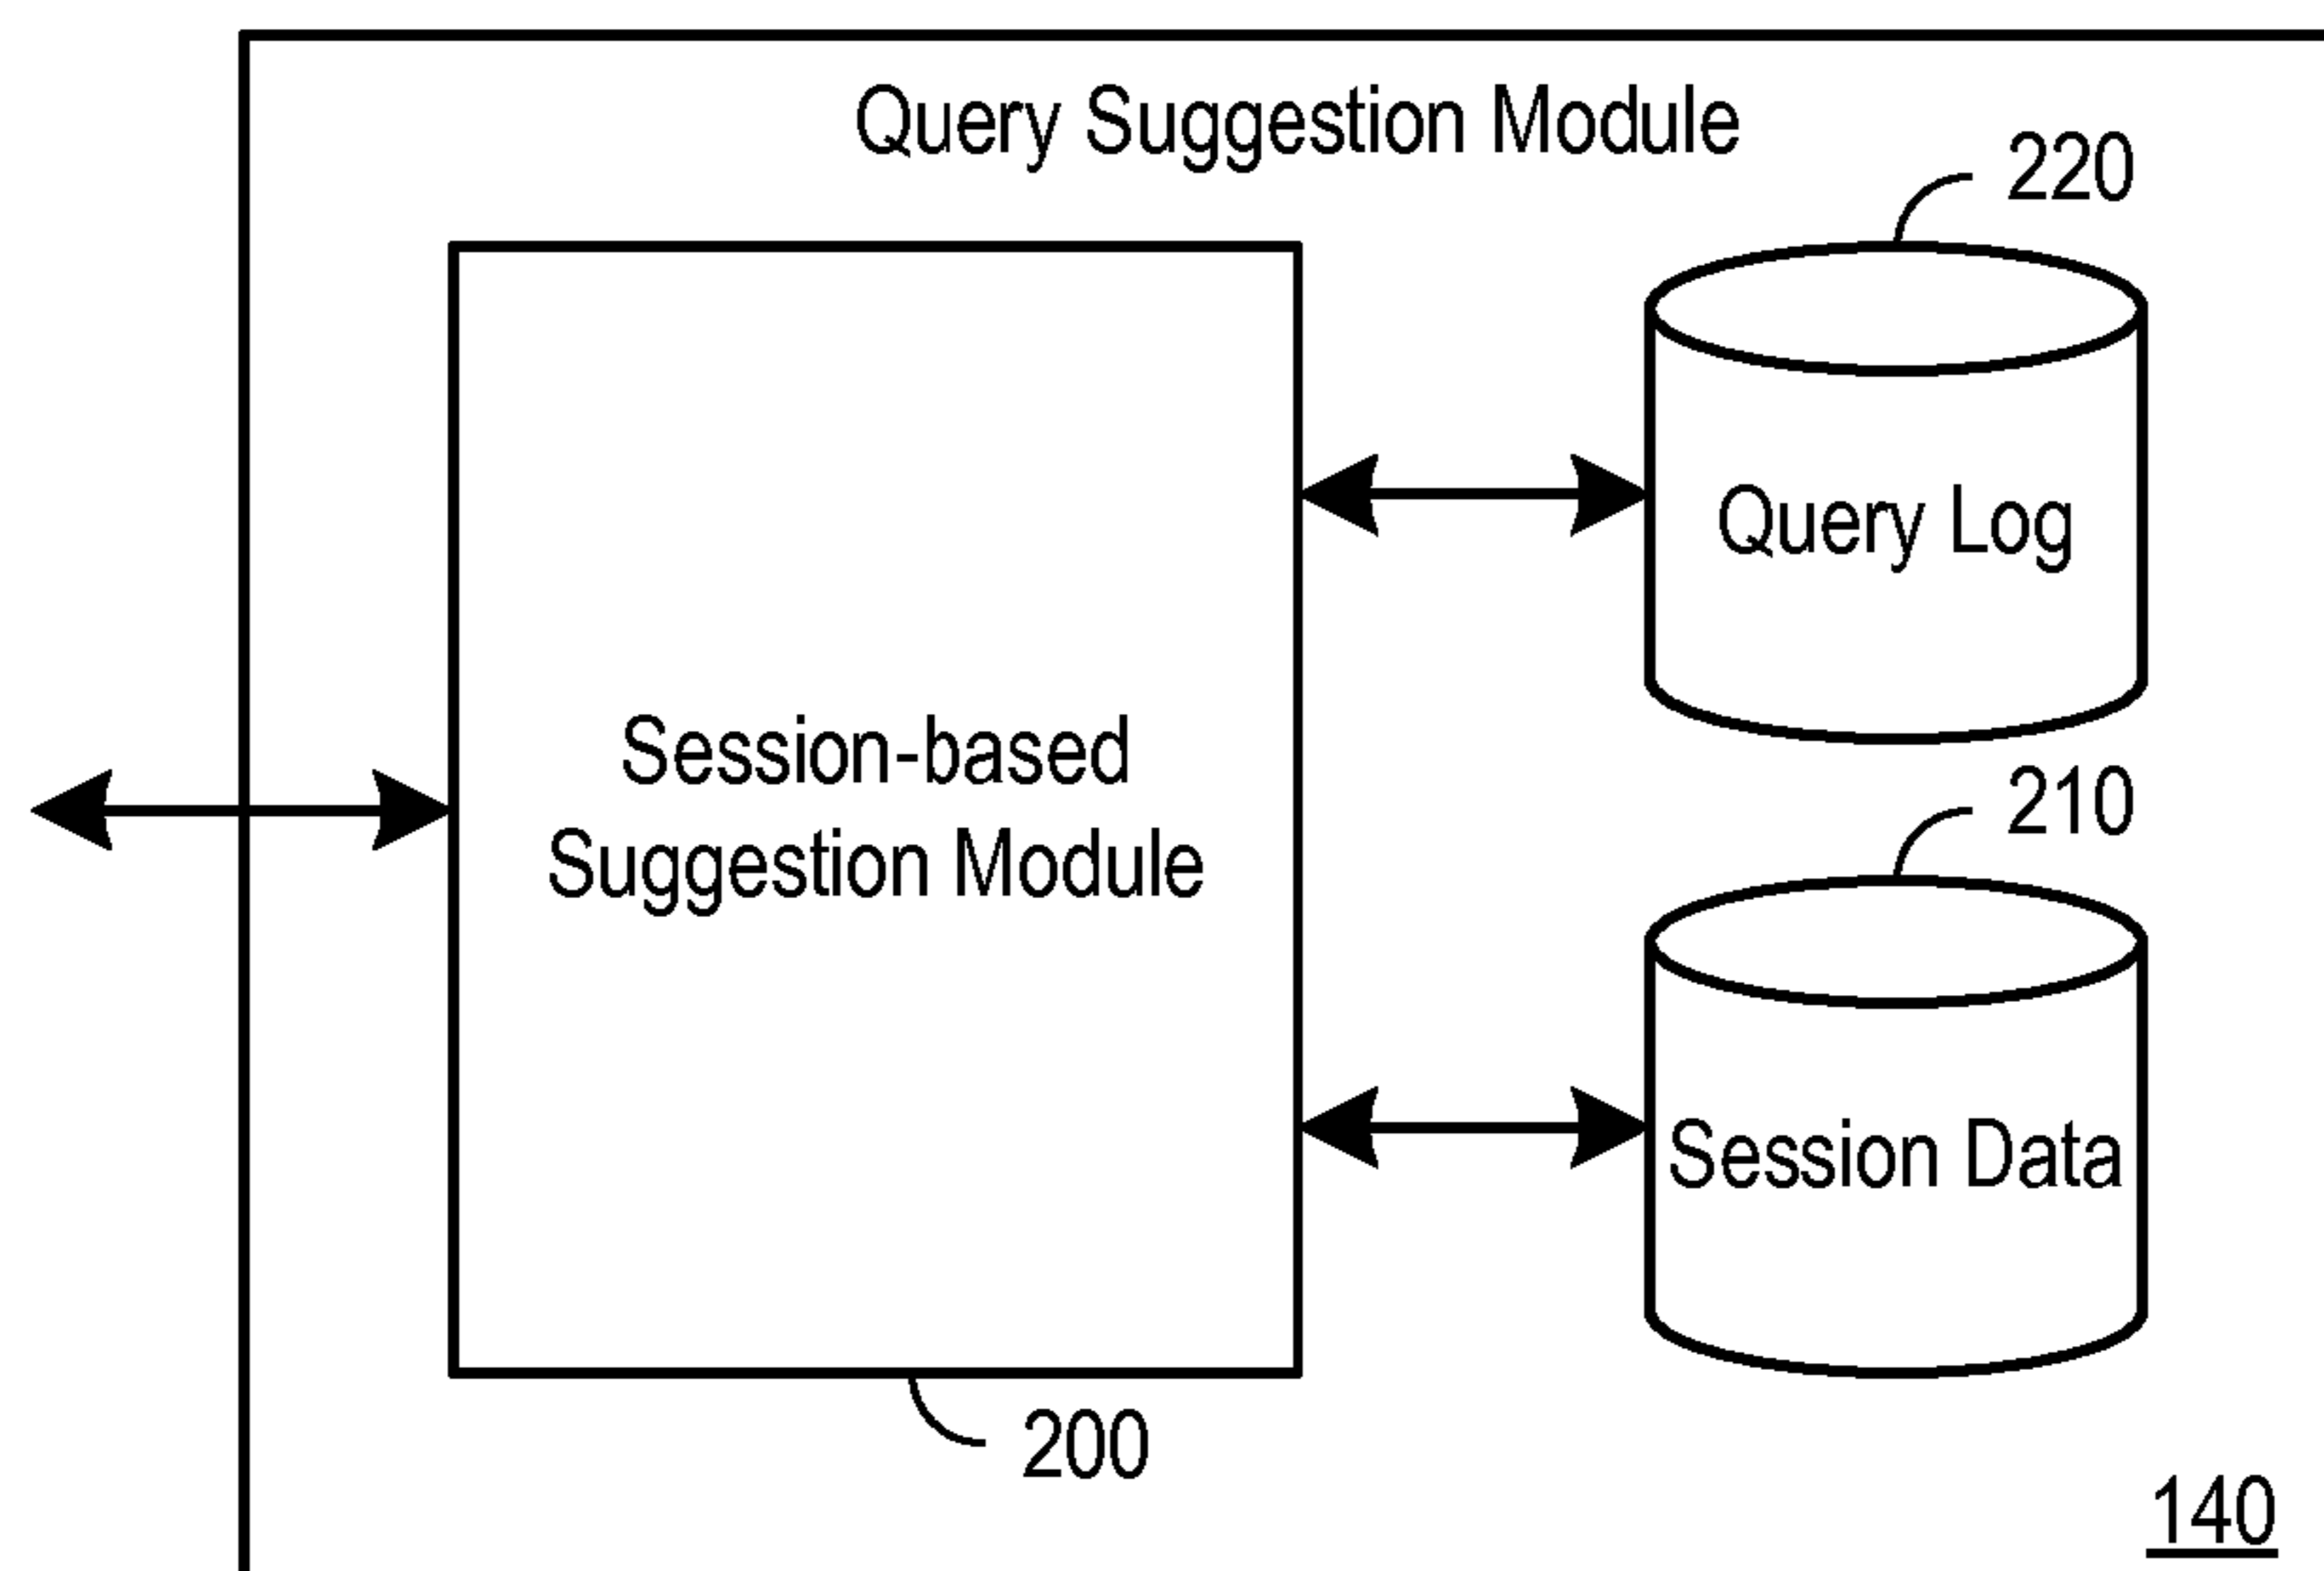 Query Suggestion Module
220
Query Log
Session-based
Suggestion Module
210
Session Data
200
140